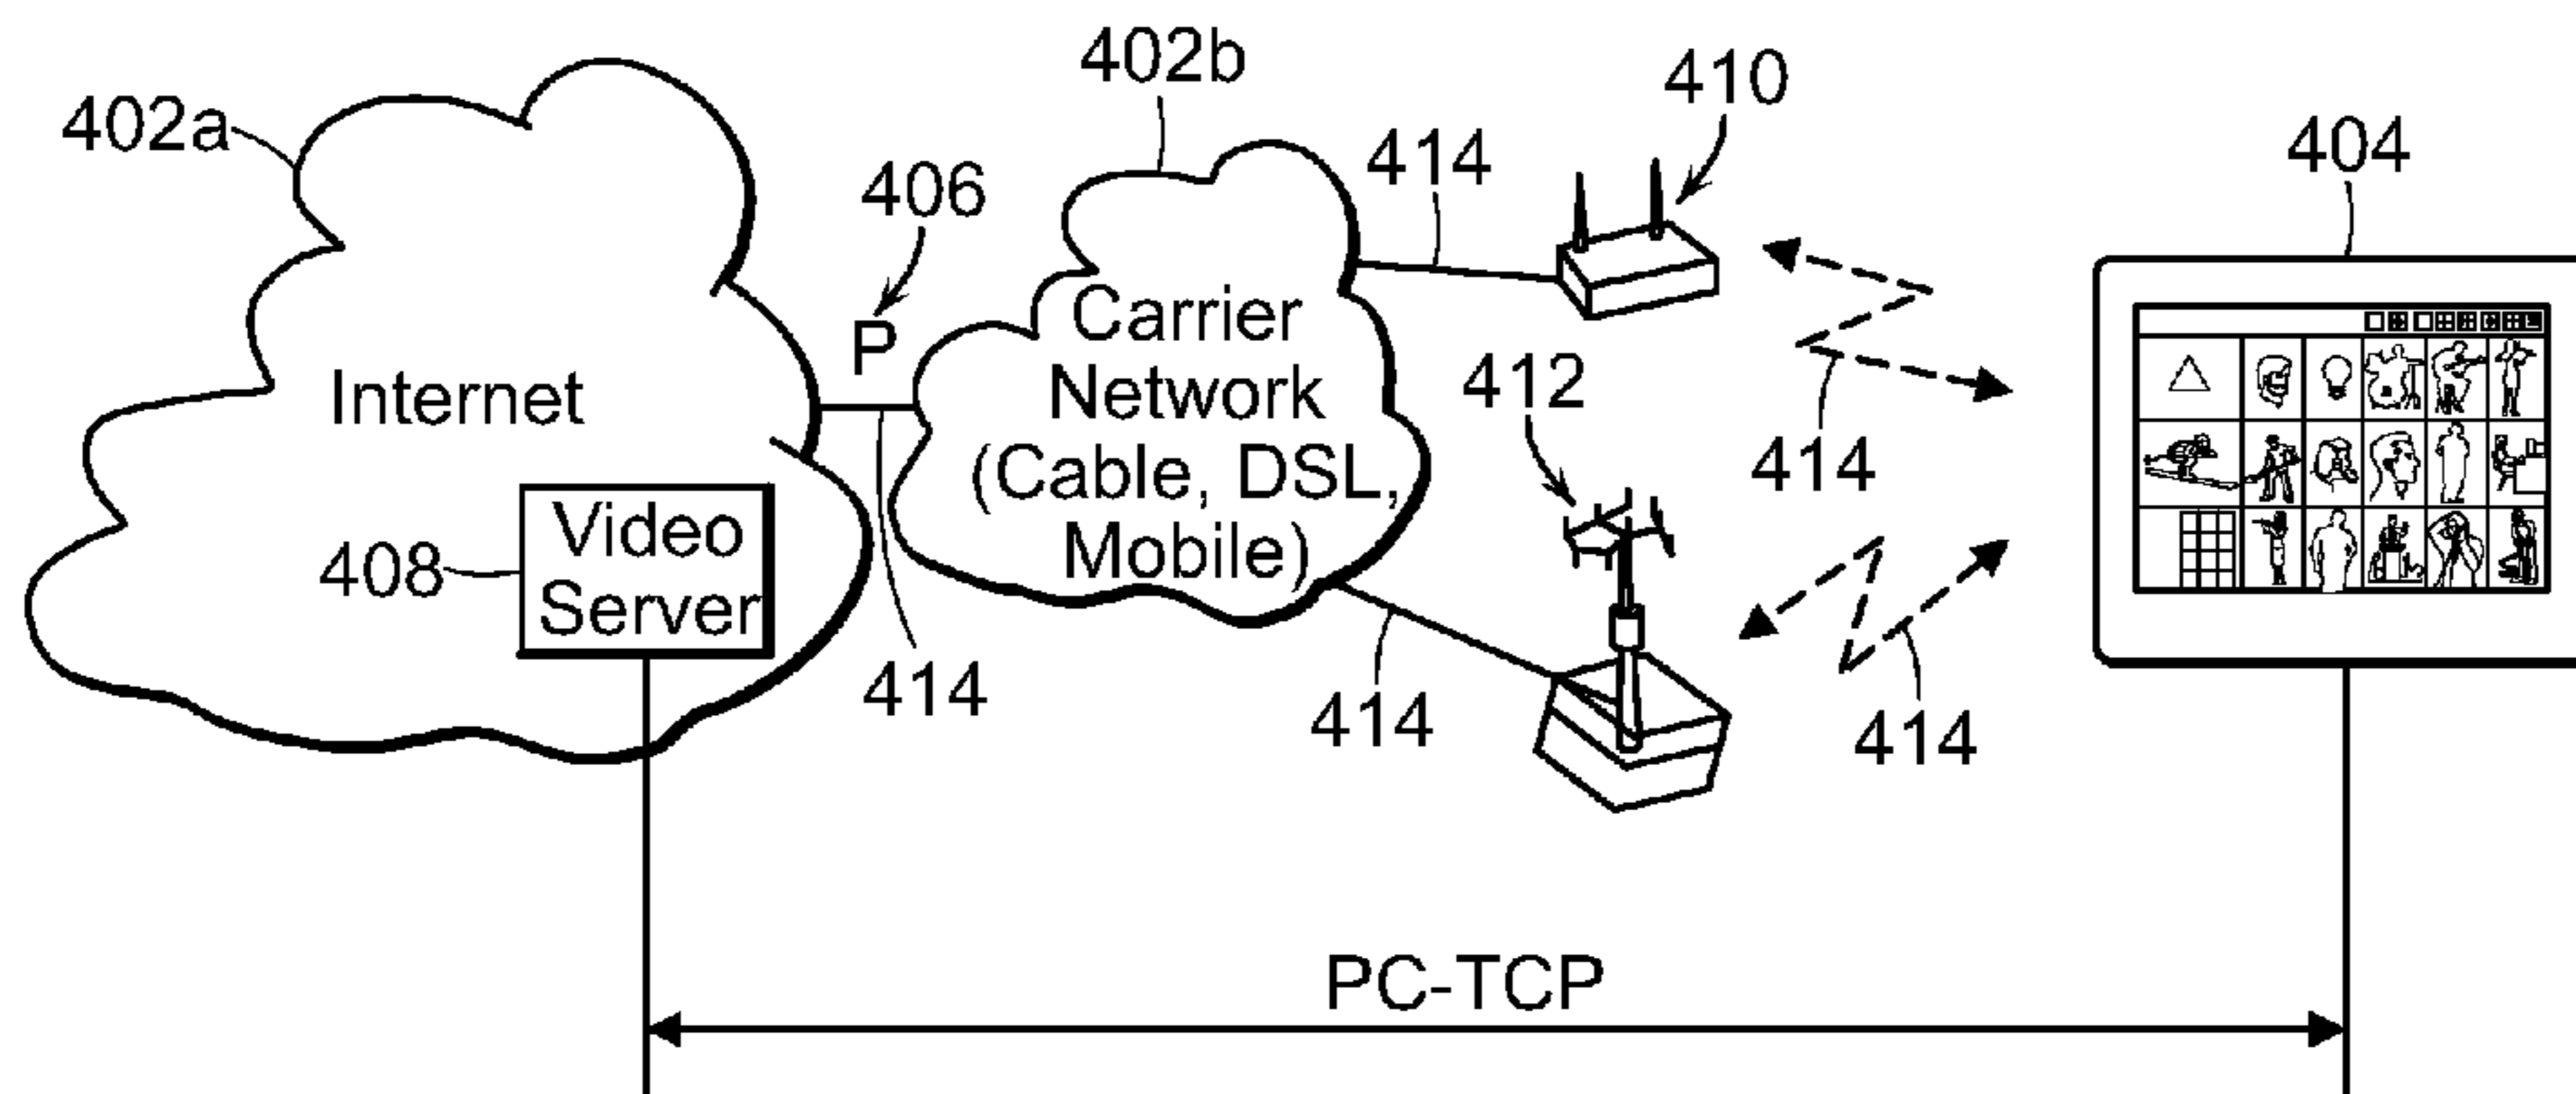 402b
410
402a
414
404
406
P
Carrier
Network
(Cable, DSL,
Mobile)
Internet
412
414
Video
Server
408
414
414
414
PC-TCP